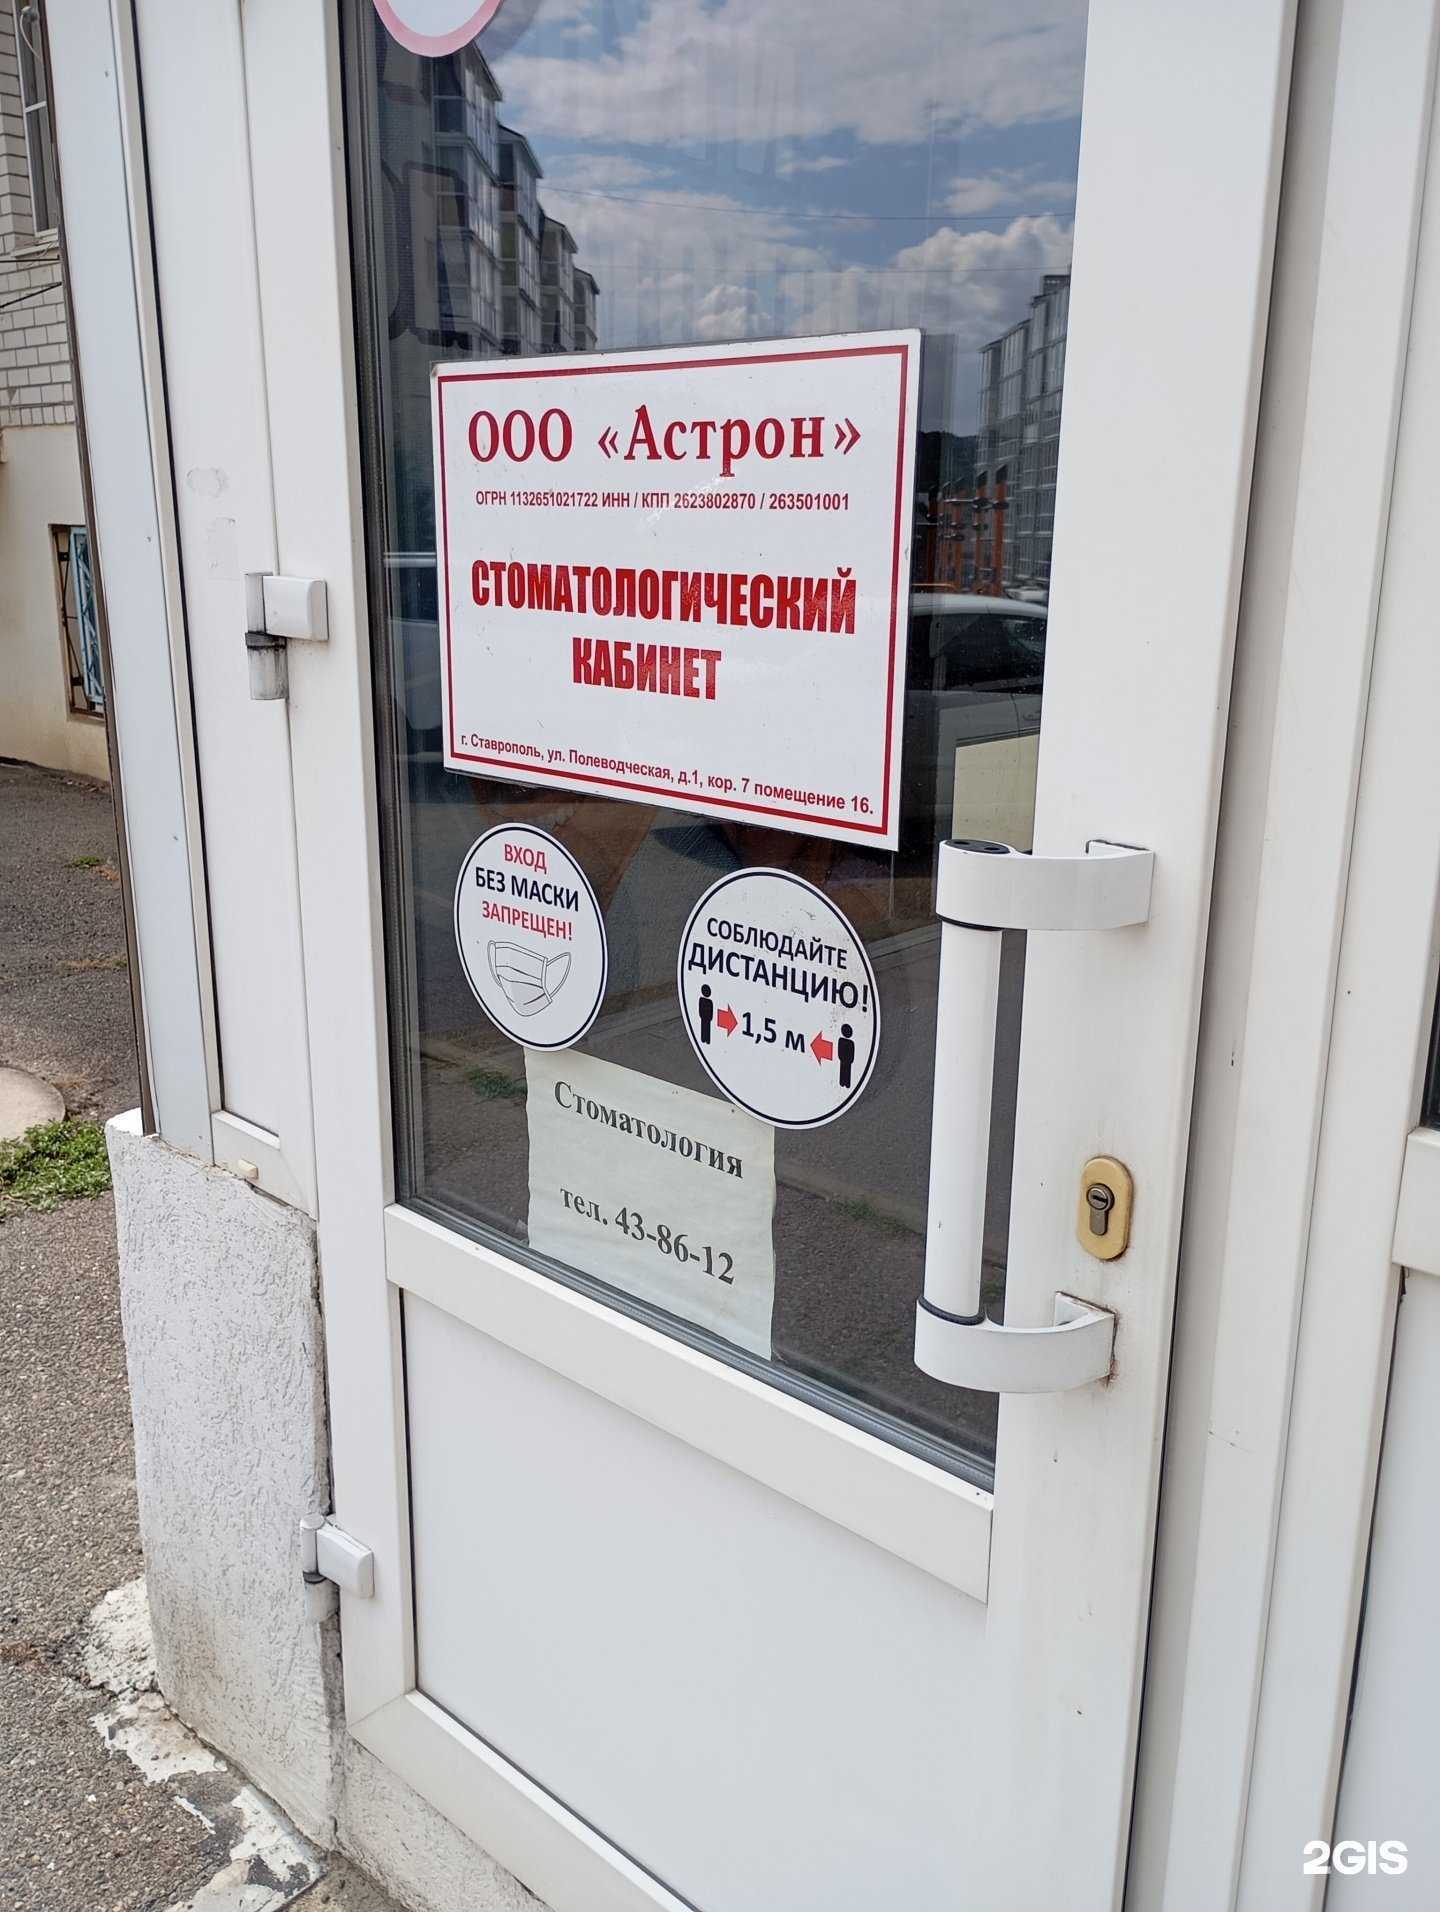 ООО «Астрон»
ОГРН 1132651021722 ИНН / КПП 2623802870 / 263501001
СТОМАТОЛОГИЧЕСКИЙ
КАБИНЕТ
г. Ставрополь, ул. Полеводческая, д.1, кор. 7 помещение 16.
ВХОД
БЕЗ МАСКИ
ЗАПРЕЩЕН!
СОБЛЮДАЙТЕ
ДИСТАНЦИЮ!
1,5 м
Стоматология
тел. 43-86-12
2GIS